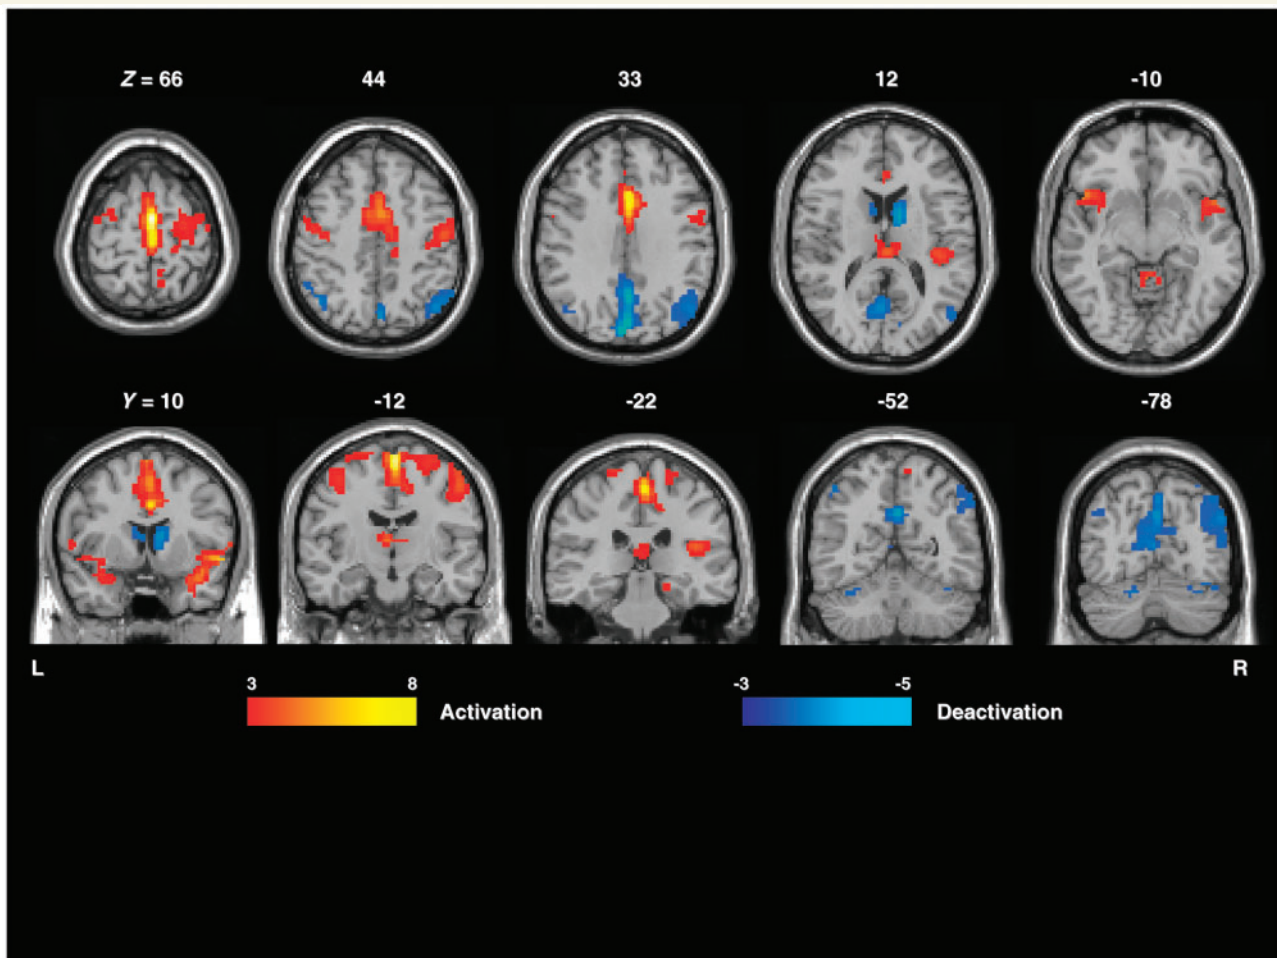 Z = 66 44 33 12 -10
Y = 10 -12 -22 -52 -78
L R
3 8 -3 -5
Activation Deactivation